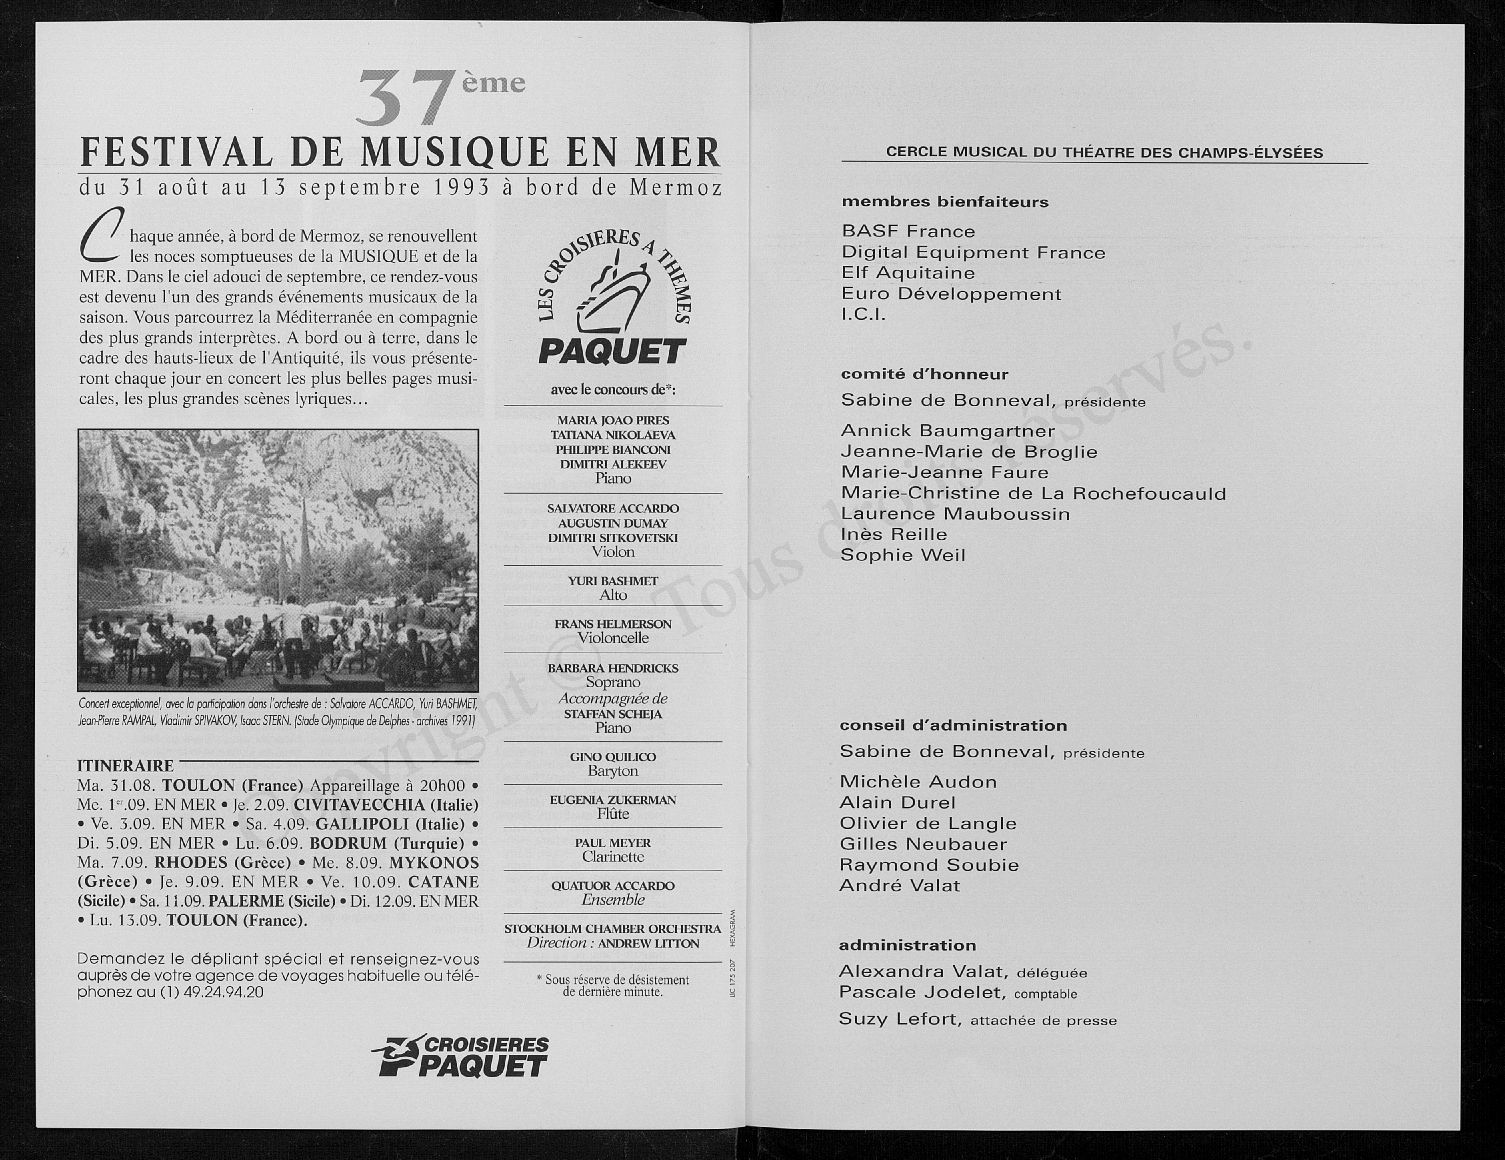 37ème
FESTIVAL DE MUSIQUE EN MER
du 31 août au 13 septembre 1993 à bord de Mermoz
Chaque année, à bord de Mermoz, se renouvellent
les noces somptueuses de la MUSIQUE et de la
MER. Dans le ciel adouci de septembre, ce rendez-vous
est devenu l'un des grands événements musicaux de la
saison. Vous parcourrez la Méditerranée en compagnie
des plus grands interprètes. A bord ou à terre, dans le
cadre des hauts-lieux de l'Antiquité, ils vous présente-
ront chaque jour en concert les plus belles pages musi-
cales, les plus grandes scènes lyriques...
Concert exceptionnel, avec la participation dans l'orchestre de : Salvatore ACCARDO, Yuri BASHMET,
Jean-Pierre RAMPAL, Vladimir SPIVAKOV, Isaac STERN. (Stade Olympique de Delphes - archives 1991)
ITINERAIRE
Ma. 31.08. TOULON (France) Appareillage à 20h00 •
Me. 1er.09. EN MER • Je. 2.09. CIVITAVECCHIA (Italie)
• Ve. 3.09. EN MER • Sa. 4.09. GALLIPOLI (Italie) •
Di. 5.09. EN MER • Lu. 6.09. BODRUM (Turquie) •
Ma. 7.09. RHODES (Grèce) • Me. 8.09. MYKONOS
(Grèce) • Je. 9.09. EN MER • Ve. 10.09. CATANE
(Sicile) • Sa. 11.09. PALERME (Sicile) • Di. 12.09. EN MER
• Lu. 13.09. TOULON (France).
Demandez le dépliant spécial et renseignez-vous
auprès de votre agence de voyages habituelle ou télé-
phonez au (1) 49.24.94.20
LES CROISIERES A THEMES
PAQUET
avec le concours de*:
MARIA JOAO PIRES
TATIANA NIKOLAEVA
PHILIPPE BIANCONI
DIMITRI ALEKEEV
Piano
SALVATORE ACCARDO
AUGUSTIN DUMAY
DIMITRI SITKOVETSKI
Violon
YURI BASHMET
Alto
FRANS HELMERSON
Violoncelle
BARBARA HENDRICKS
Soprano
Accompagnée de
STAFFAN SCHEJA
Piano
GINO QUILICO
Baryton
EUGENIA ZUKERMAN
Flûte
PAUL MEYER
Clarinette
QUATUOR ACCARDO
Ensemble
STOCKHOLM CHAMBER ORCHESTRA
Direction : ANDREW LITTON
* Sous réserve de désistement
de dernière minute.
LIC 175 207 HEXAGRAM
CROISIERES
PAQUET
CERCLE MUSICAL DU THÉATRE DES CHAMPS-ÉLYSÉES
membres bienfaiteurs
BASF France
Digital Equipment France
Elf Aquitaine
Euro Développement
I.C.I.
comité d'honneur
Sabine de Bonneval, présidente
Annick Baumgartner
Jeanne-Marie de Broglie
Marie-Jeanne Faure
Marie-Christine de La Rochefoucauld
Laurence Mauboussin
Inès Reille
Sophie Weil
conseil d'administration
Sabine de Bonneval, présidente
Michèle Audon
Alain Durel
Olivier de Langle
Gilles Neubauer
Raymond Soubie
André Valat
administration
Alexandra Valat, déléguée
Pascale Jodelet, comptable
Suzy Lefort, attachée de presse
Copyright © - Tous droits réservés.